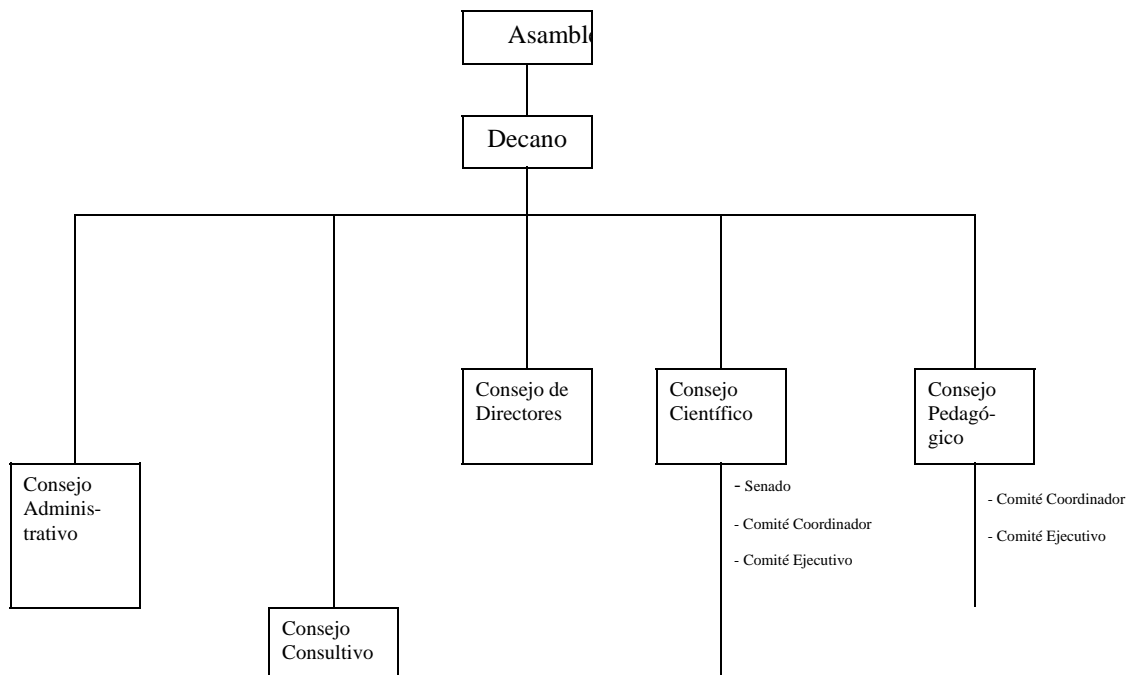 Decano
Consejo de
Directores
Consejo
Científico
Consejo
Pedagó-
gico
Consejo
Adminis-
trativo
- Senado
- Comité Coordinador
- Comité Ejecutivo
- Comité Coordinador
- Comité Ejecutivo
Consejo
Consultivo